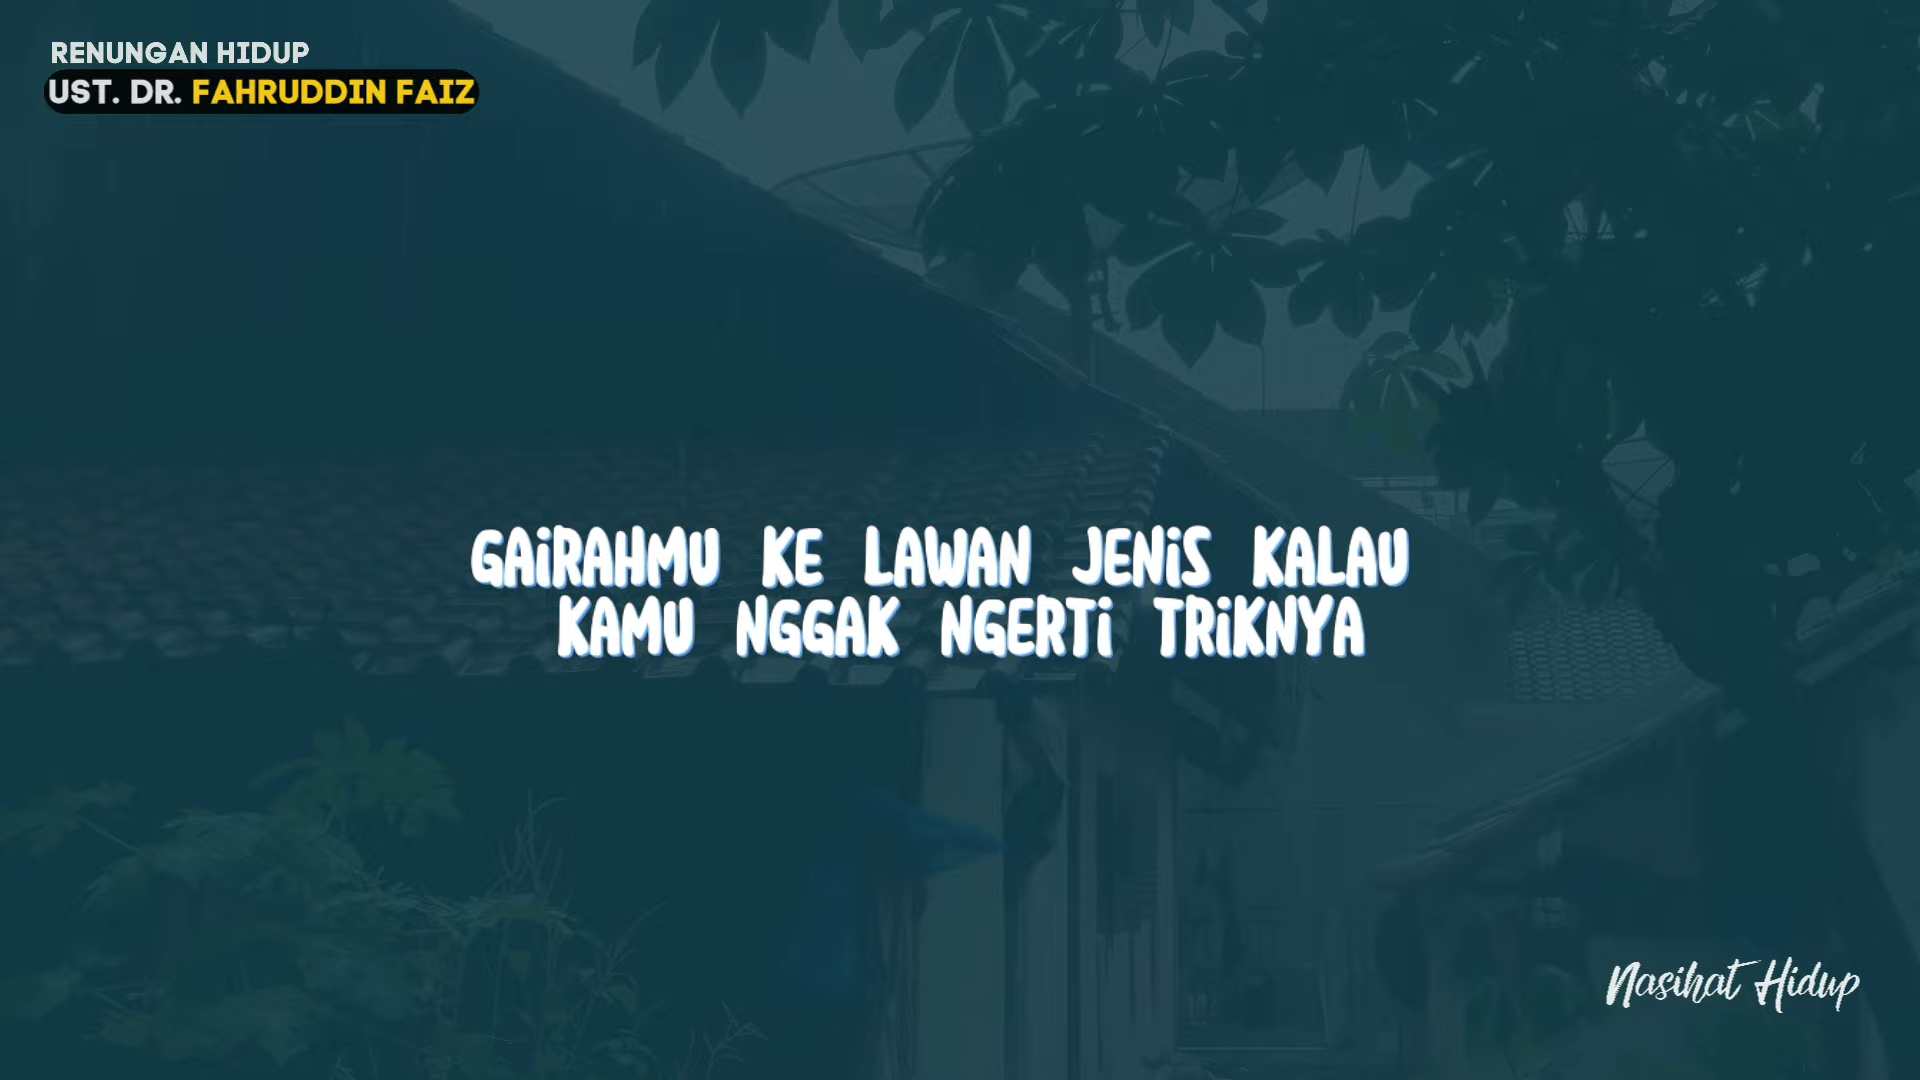 RENUNGAN HIDUP
UST. DR. FAHRUDDIN FAIZ
GAiRAHMU KE LAWAN JENiS KALAU
KAMU NGGAK NGERTi TRiKNYA
Nasihat Hidup